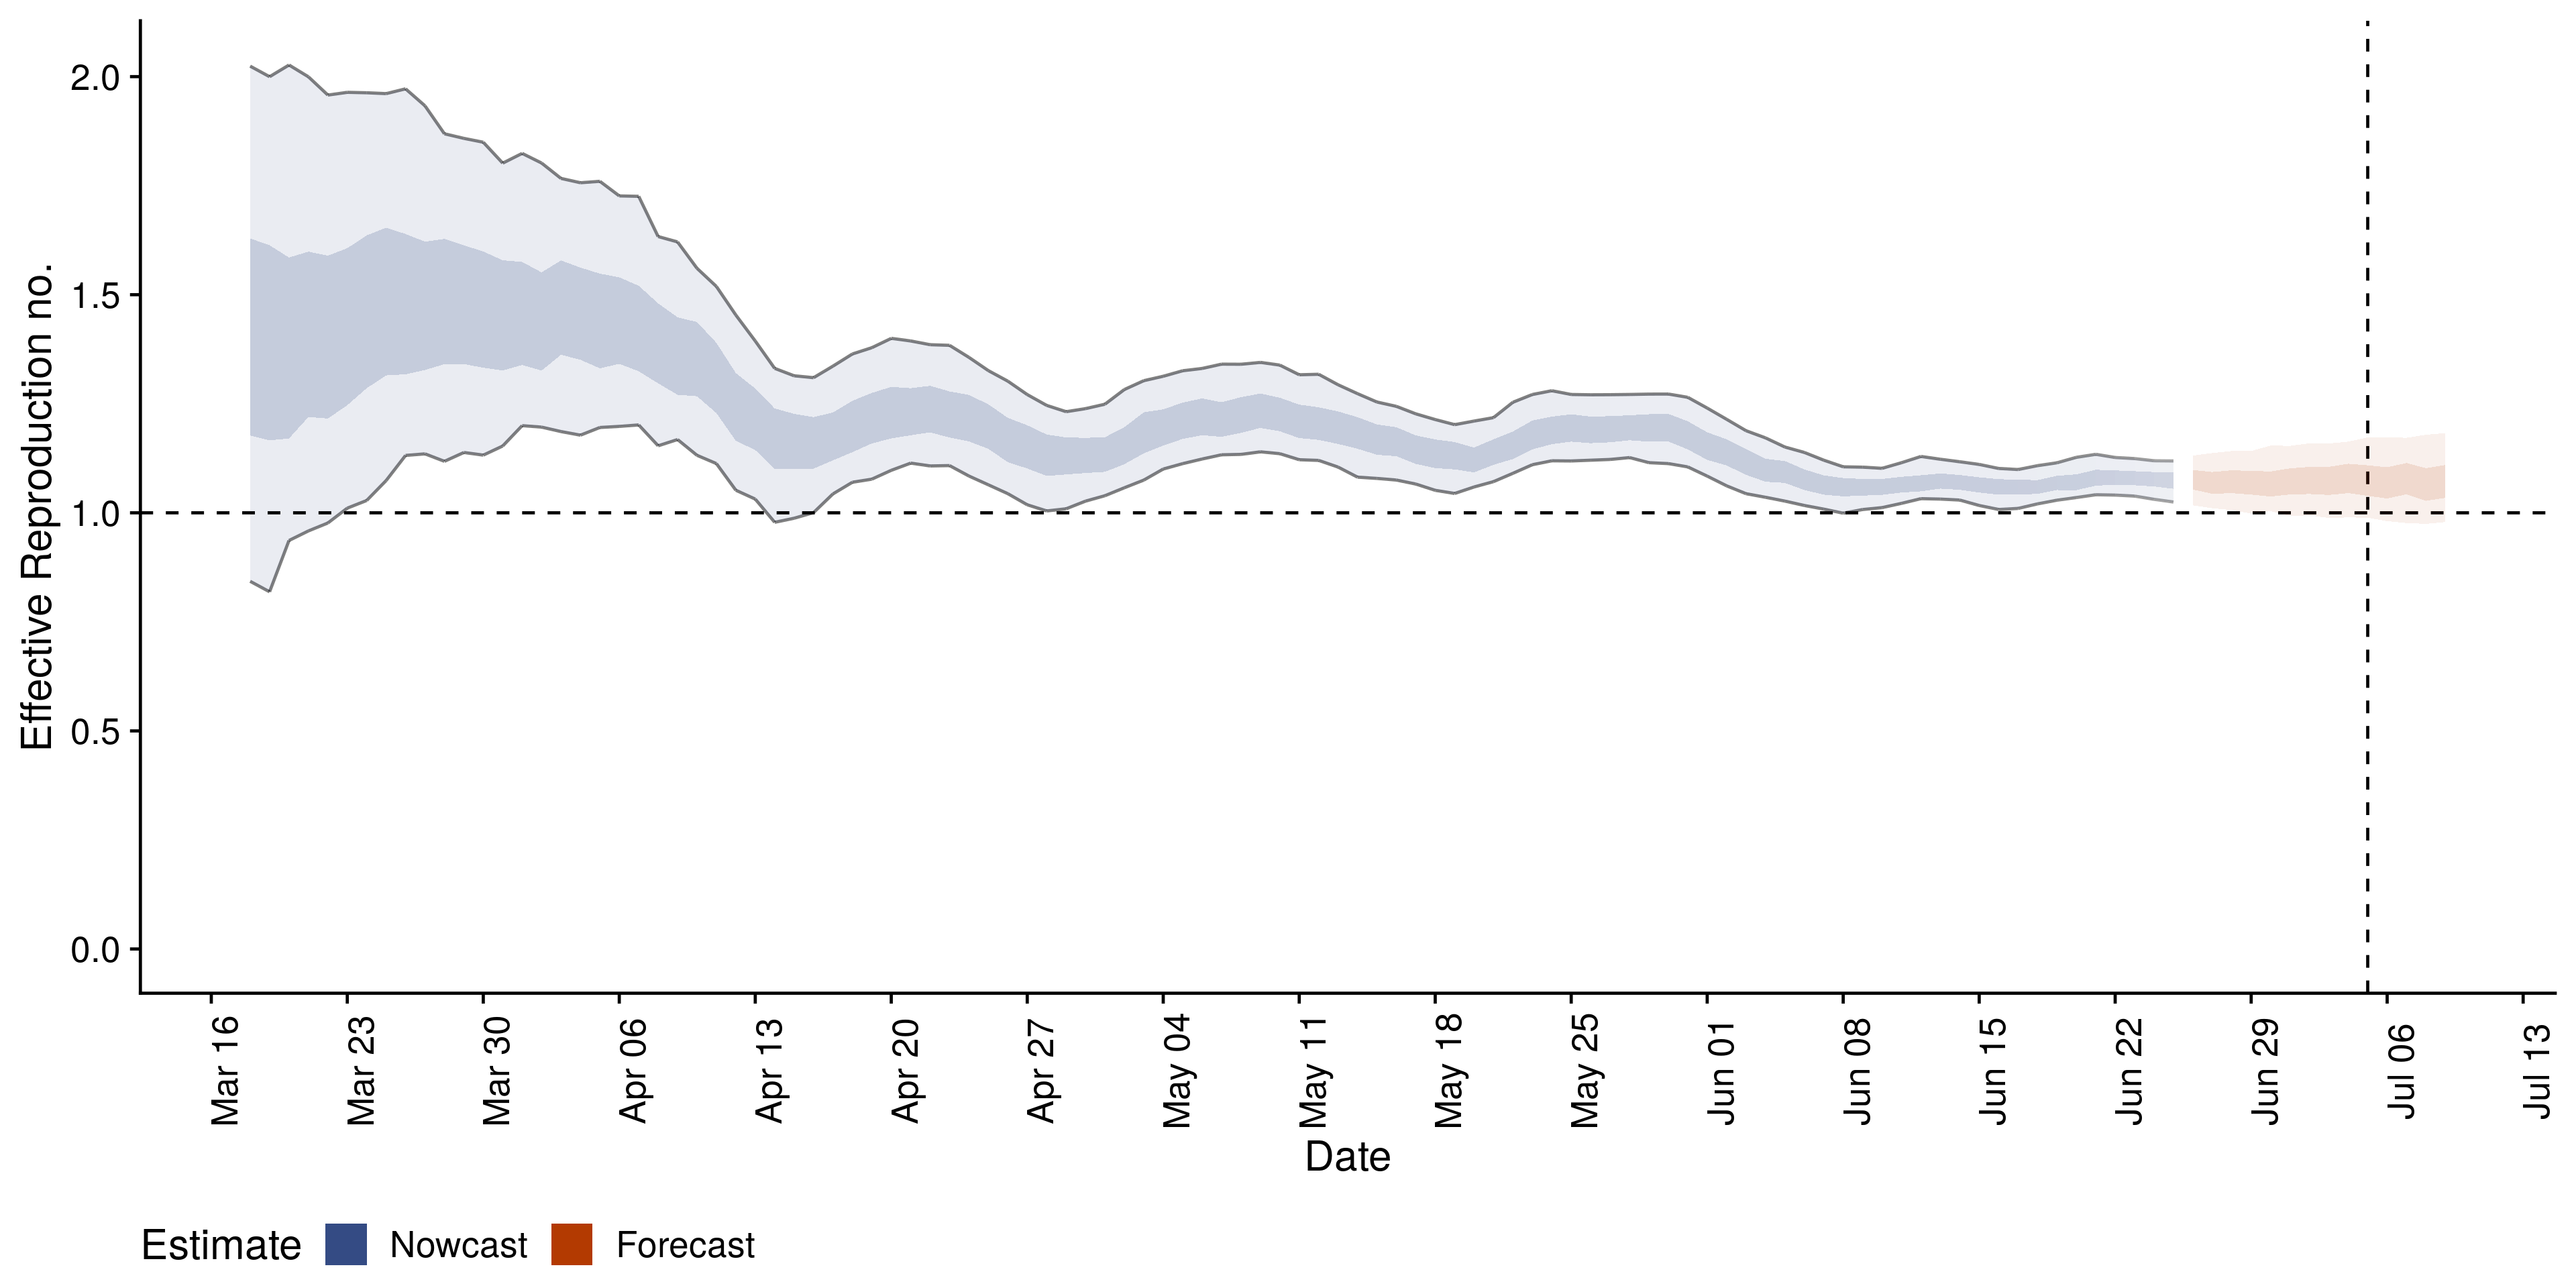 Effective Reproduction no.
2.0
1.5
1.0
0.5
0.0
Mar 16
Mar 23
Mar 30
Apr 06
Apr 13
Apr 20
Apr 27
May 04
May 11
May 18
May 25
Jun 01
Jun 08
Jun 15
Jun 22
Jun 29
Jul 06
Jul 13
Date
Estimate Nowcast Forecast